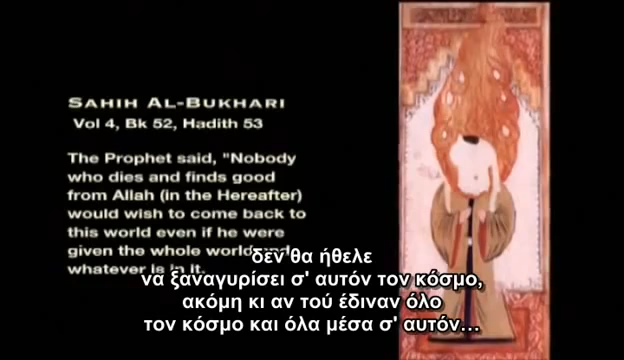 SAHIH AL-BUKHARI
Vol 4, Bk 52, Hadith 53
The Prophet said, "Nobody
who dies and finds good
from Allah (in the Hereafter)
would wish to come back to
this world even if he were
given the whole world and
whatever is in it.
δεν θα ήθελε
να ξαναγυρίσει σ' αυτόν τον κόσμο,
ακόμη κι αν τού έδιναν όλο
τον κόσμο και όλα μέσα σ' αυτόν...